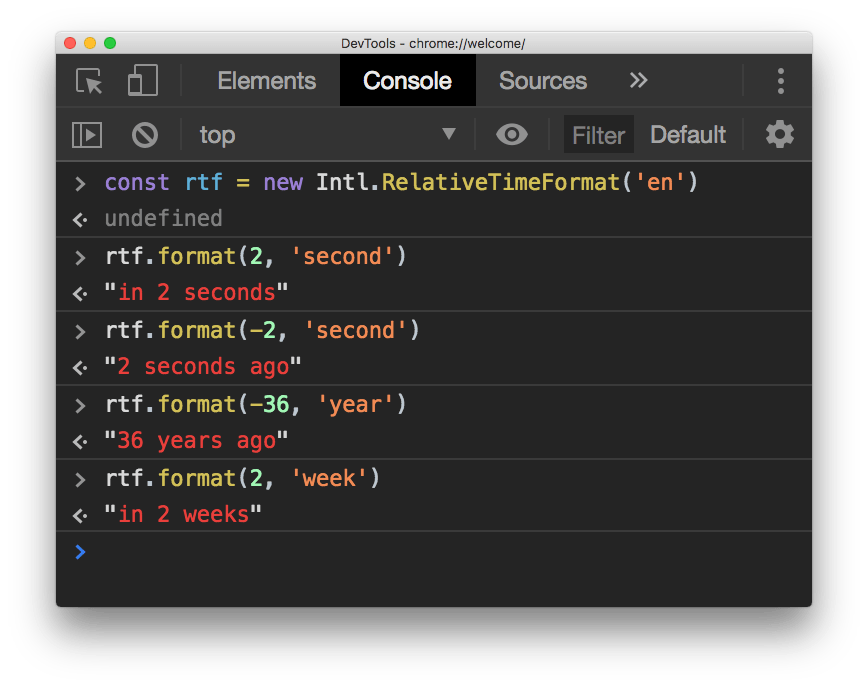 DevTools - chrome://welcome/
Elements Console Sources »
top ▼ Filter Default
> const rtf = new Intl.RelativeTimeFormat('en')
undefined
> rtf.format(2, 'second')
"in 2 seconds"
> rtf.format(-2, 'second')
"2 seconds ago"
> rtf.format(-36, 'year')
"36 years ago"
> rtf.format(2, 'week')
"in 2 weeks"
>